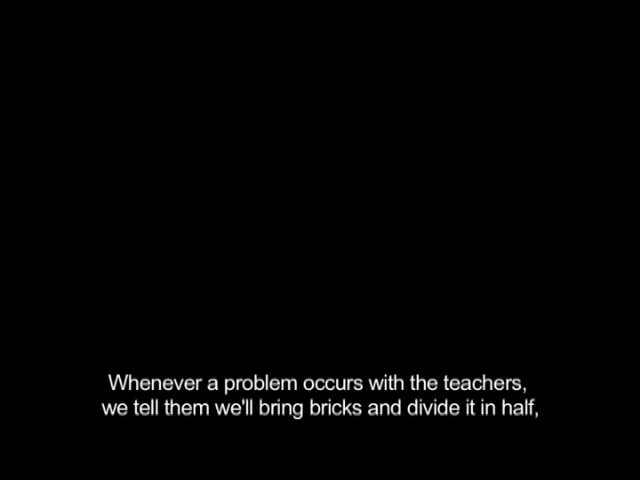 Whenever a problem occurs with the teachers,
we tell them we'll bring bricks and divide it in half,